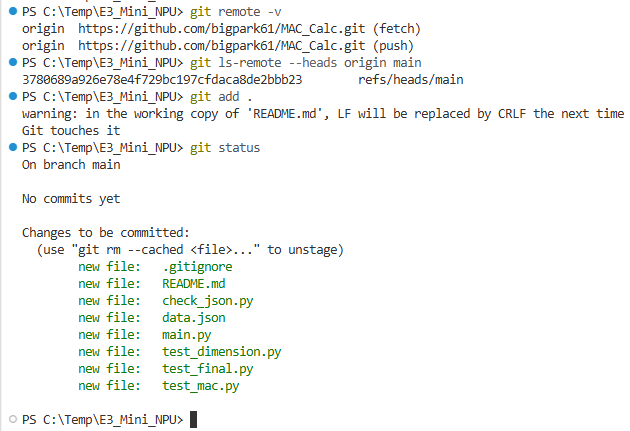 PS C:\Temp\E3_Mini_NPU> git remote -v
origin  https://github.com/bigpark61/MAC_Calc.git (fetch)
origin  https://github.com/bigpark61/MAC_Calc.git (push)
PS C:\Temp\E3_Mini_NPU> git ls-remote --heads origin main
3780689a926e78e4f729bc197cfdaca8de2bbb23        refs/heads/main
PS C:\Temp\E3_Mini_NPU> git add .
warning: in the working copy of 'README.md', LF will be replaced by CRLF the next time
Git touches it
PS C:\Temp\E3_Mini_NPU> git status
On branch main
No commits yet
Changes to be committed:
  (use "git rm --cached <file>..." to unstage)
        new file:   .gitignore
        new file:   README.md
        new file:   check_json.py
        new file:   data.json
        new file:   main.py
        new file:   test_dimension.py
        new file:   test_final.py
        new file:   test_mac.py
PS C:\Temp\E3_Mini_NPU>